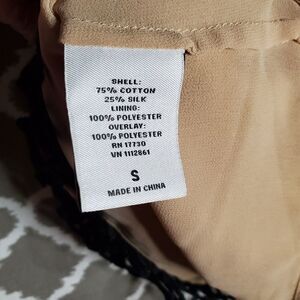 SHELL:
75% COTTON
25% SILK
LINING:
100% POLYESTER
OVERLAY:
100% POLYESTER
RN 17730
VN 1112861
S
MADE IN CHINA